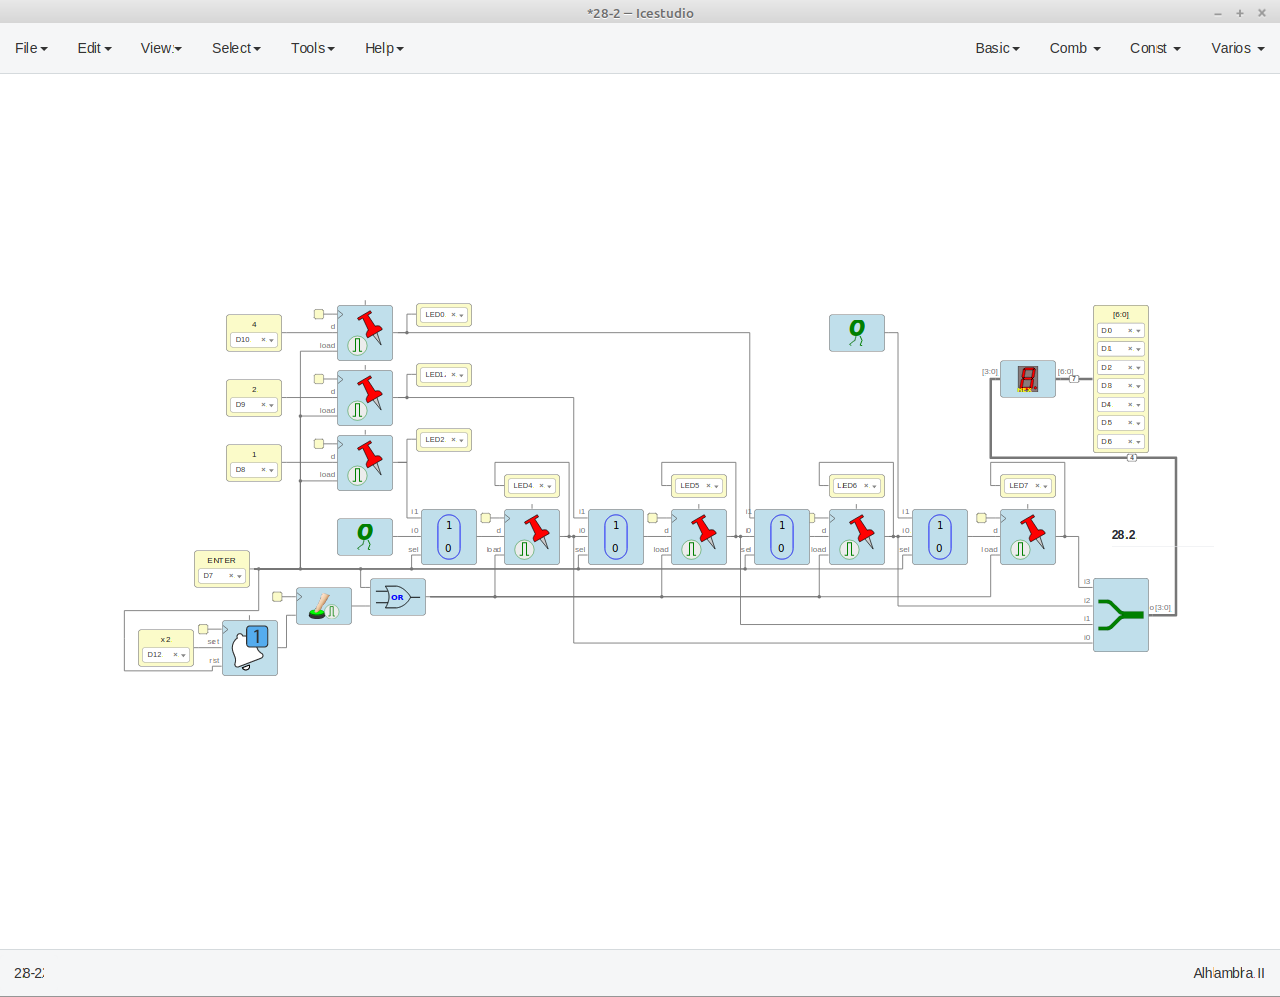 *28-2 — Icestudio
File Edit View Select Tools Help Basic Comb Const Varios
4
D10
d
load
LED0
2
D9
d
load
LED1
1
D8
d
load
LED2
[6:0]
D0
D1
D2
D3
D4
D5
D6
[3:0]
[6:0]
7
4
LED4
LED5
LED6
LED7
i1
i0
sel
1
0
d
load
i1
i0
sel
1
0
d
load
i1
i0
sel
1
0
d
load
i1
i0
sel
1
0
d
load
28.2
ENTER
D7
OR
x2
D12
set
rst
1
i3
i2
i1
i0
o[3:0]
28-2
Alhambra II